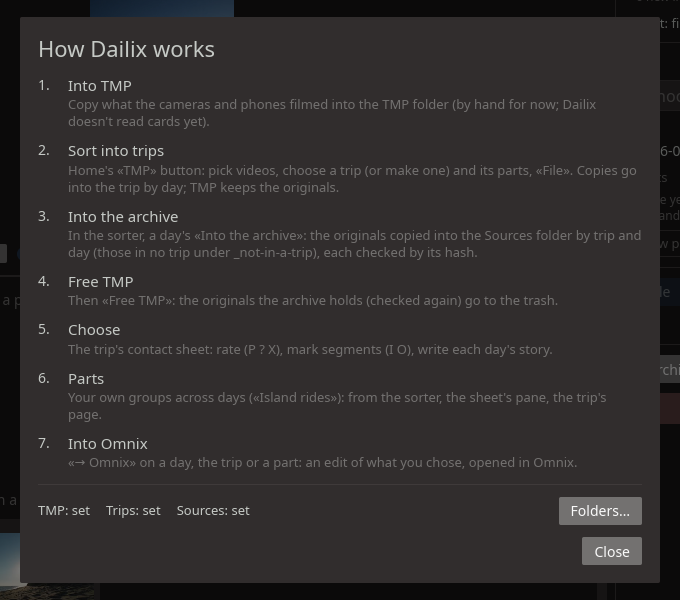 How Dailix works
1. Into TMP
Copy what the cameras and phones filmed into the TMP folder (by hand for now; Dailix
doesn't read cards yet).
2. Sort into trips
Home's «TMP» button: pick videos, choose a trip (or make one) and its parts, «File». Copies go
into the trip by day; TMP keeps the originals.
3. Into the archive
In the sorter, a day's «Into the archive»: the originals copied into the Sources folder by trip and
day (those in no trip under _not-in-a-trip), each checked by its hash.
4. Free TMP
Then «Free TMP»: the originals the archive holds (checked again) go to the trash.
5. Choose
The trip's contact sheet: rate (P ? X), mark segments (I O), write each day's story.
6. Parts
Your own groups across days («Island rides»): from the sorter, the sheet's pane, the trip's
page.
7. Into Omnix
«→ Omnix» on a day, the trip or a part: an edit of what you chose, opened in Omnix.
TMP: set Trips: set Sources: set
Folders...
Close